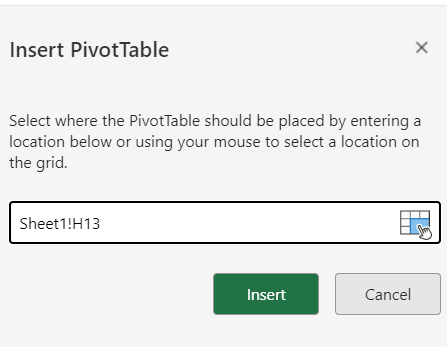 Insert PivotTable
Select where the PivotTable should be placed by entering a
location below or using your mouse to select a location on
the grid.
Sheet1!H13
Insert
Cancel